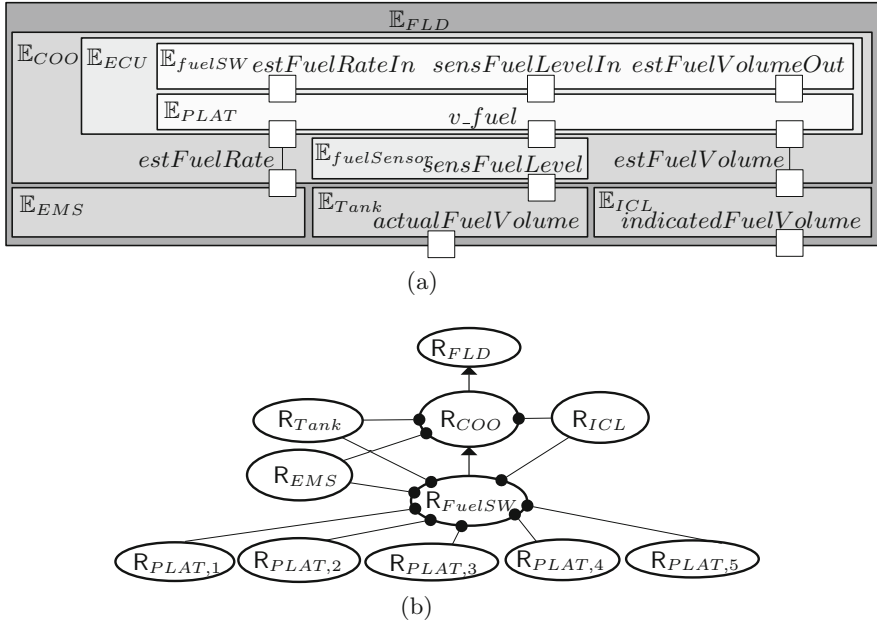 𝔼FLD
𝔼COO 𝔼ECU 𝔼fuelSW estFuelRateIn sensFuelLevelIn estFuelVolumeOut
𝔼PLAT v_fuel
estFuelRate 𝔼fuelSensor sensFuelLevel estFuelVolume
𝔼EMS 𝔼Tank actualFuelVolume 𝔼ICL indicatedFuelVolume
(a)
RFLD
RTank RCOO RICL
REMS
RFuelSW
RPLAT,1 RPLAT,2 RPLAT,3 RPLAT,4 RPLAT,5
(b)